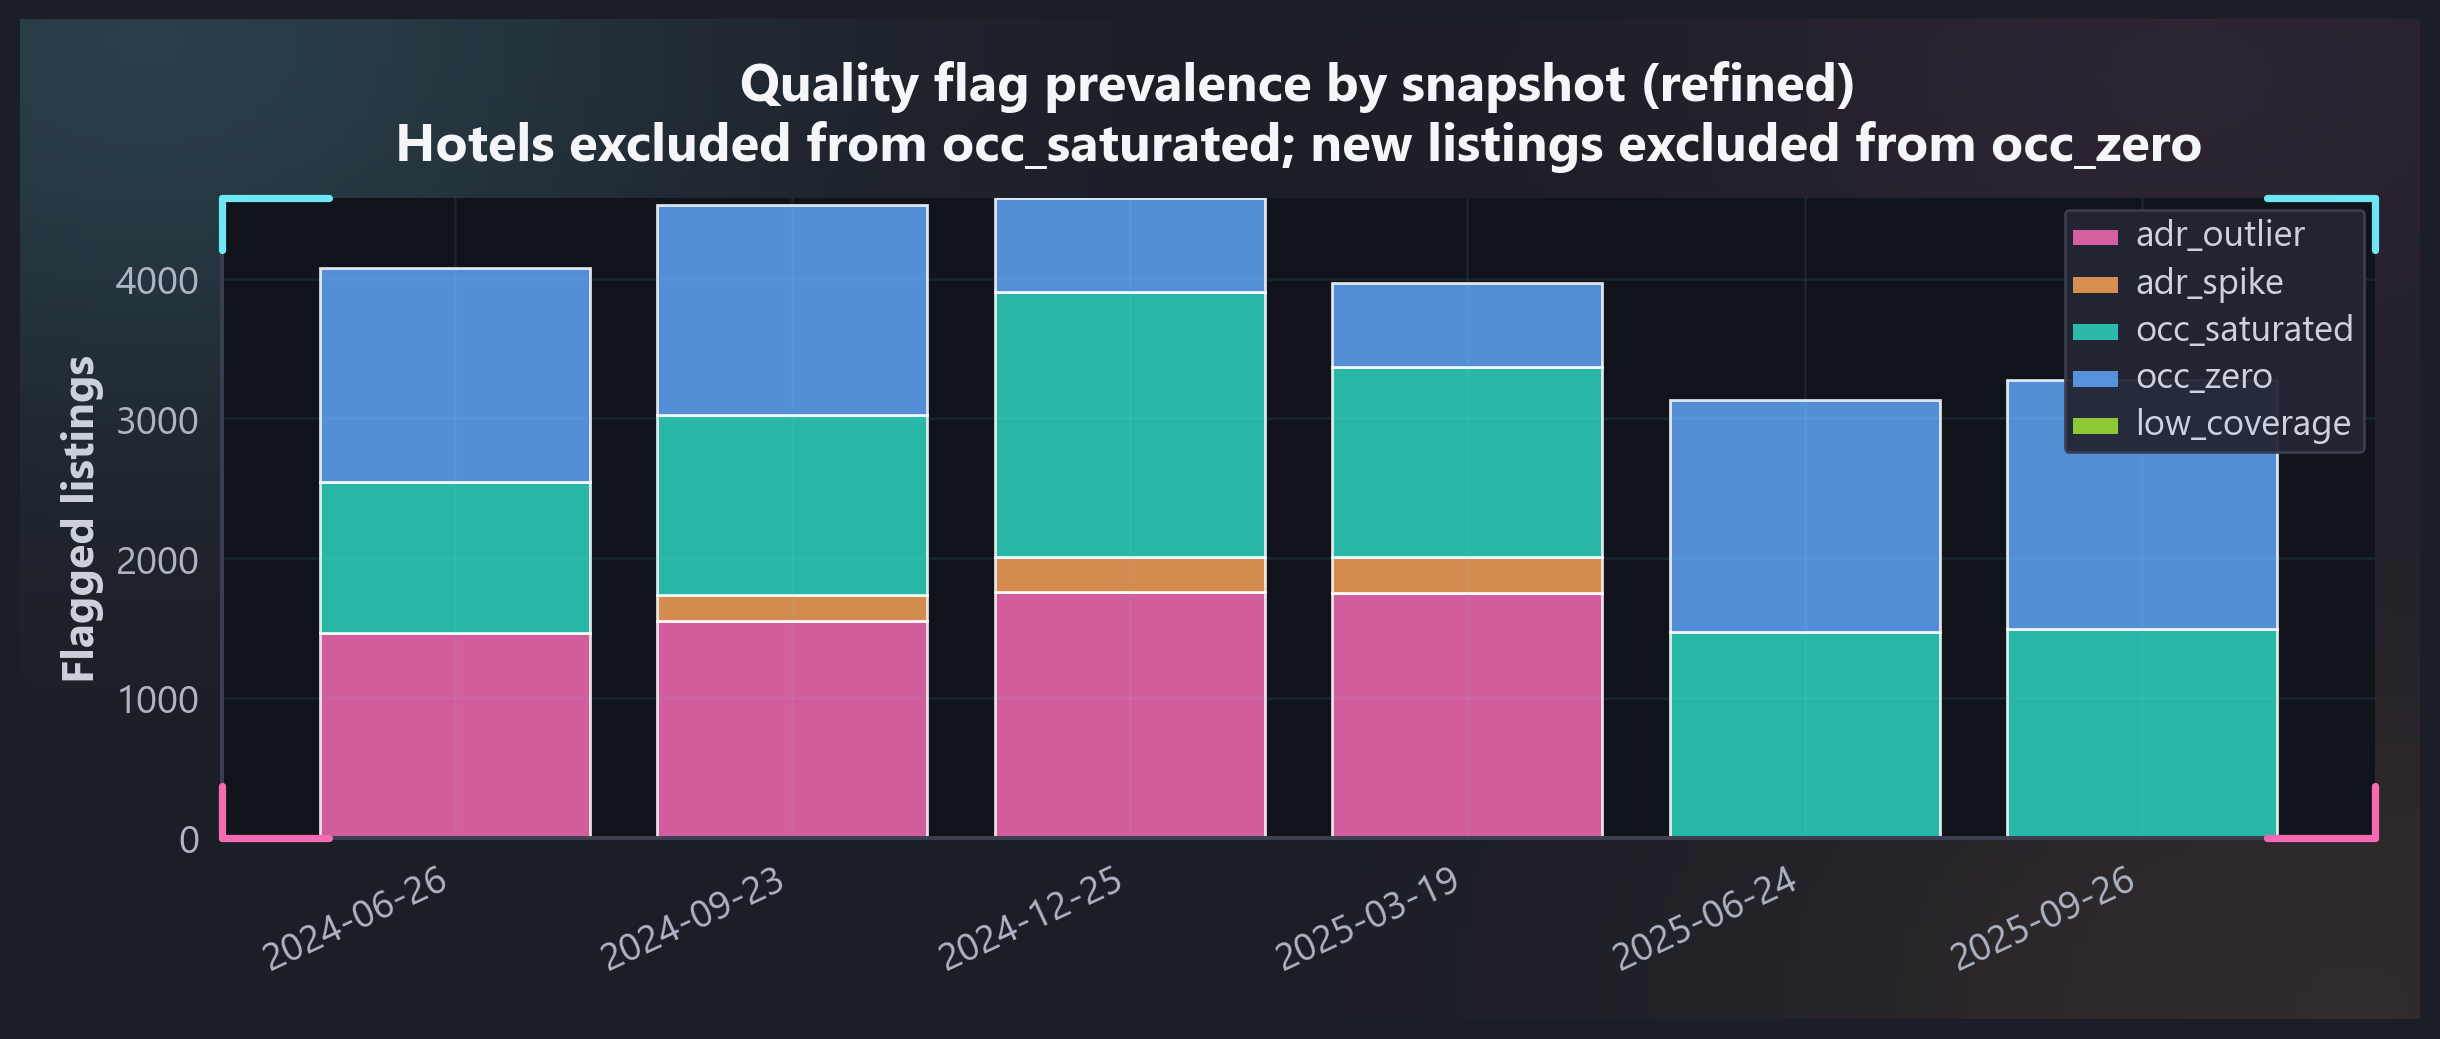 Quality flag prevalence by snapshot (refined)
Hotels excluded from occ_saturated; new listings excluded from occ_zero
adr_outlier
adr_spike
occ_saturated
occ_zero
low_coverage
Flagged listings
4000
3000
2000
1000
0
2024-06-26
2024-09-23
2024-12-25
2025-03-19
2025-06-24
2025-09-26